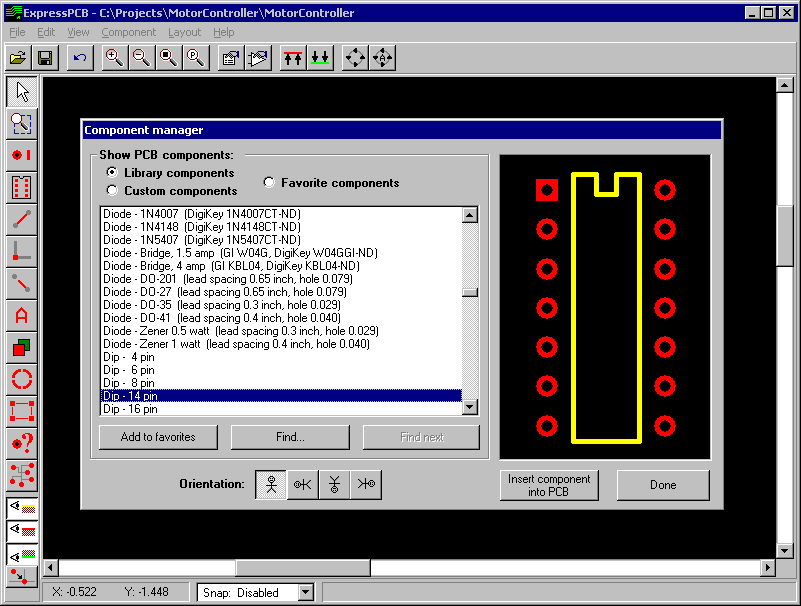 ExpressPCB - C:\Projects\MotorController\MotorController
File Edit View Component Layout Help
Component manager
Show PCB components:
Library components
Custom components
Favorite components
Diode - 1N4007 (DigiKey 1N4007CT-ND)
Diode - 1N4148 (DigiKey 1N4148CT-ND)
Diode - 1N5407 (DigiKey 1N5407CT-ND)
Diode - Bridge, 1.5 amp (GI W04G, DigiKey W04GGI-ND)
Diode - Bridge, 4 amp (GI KBL04, DigiKey KBL04-ND)
Diode - DO-201 (lead spacing 0.65 inch, hole 0.079)
Diode - DO-27 (lead spacing 0.65 inch, hole 0.079)
Diode - DO-35 (lead spacing 0.3 inch, hole 0.029)
Diode - DO-41 (lead spacing 0.4 inch, hole 0.040)
Diode - Zener 0.5 watt (lead spacing 0.3 inch, hole 0.029)
Diode - Zener 1 watt (lead spacing 0.4 inch, hole 0.040)
Dip - 4 pin
Dip - 6 pin
Dip - 8 pin
Dip - 14 pin
Dip - 16 pin
Add to favorites
Find...
Find next
Orientation:
Insert component
into PCB
Done
X: -0.522 Y: -1.448
Snap: Disabled